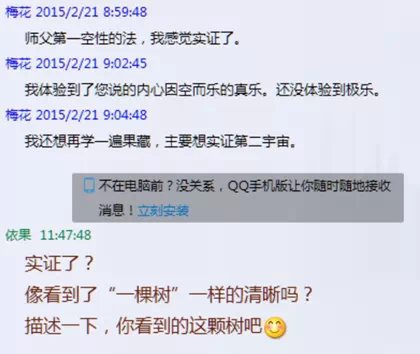 梅花 2015/2/21 8:59:48
师父第一空性的法，我感觉实证了。
梅花 2015/2/21 9:02:45
我体验到了您说的内心因空而乐的真乐。还没体验到极乐。
梅花 2015/2/21 9:04:48
我还想再学一遍果藏，主要想实证第二宇宙。
不在电脑前？没关系，QQ手机版让你随时随地接收
消息！立刻安装
依果 11:47:48
实证了？
像看到了“一棵树”一样的清晰吗？
描述一下，你看到的这颗树吧